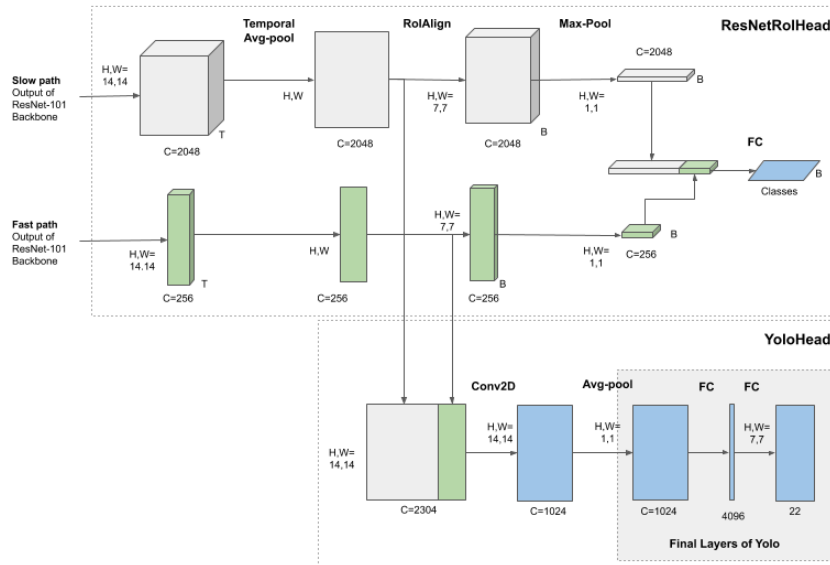 Temporal
Avg-pool
RoIAlign
Max-Pool
ResNetRoIHead
Slow path
Output of
ResNet-101
Backbone
H,W=
14,14
T
C=2048
H,W
C=2048
H,W=
7,7
B
C=2048
H,W=
1,1
C=2048
B
FC
B
Classes
Fast path
Output of
ResNet-101
Backbone
H,W=
14,14
T
C=256
H,W
C=256
H,W=
7,7
B
C=256
H,W=
1,1
B
C=256
YoloHead
Conv2D
Avg-pool
FC
FC
H,W=
14,14
C=2304
H,W=
14,14
C=1024
H,W=
1,1
C=1024
4096
H,W=
7,7
22
Final Layers of Yolo